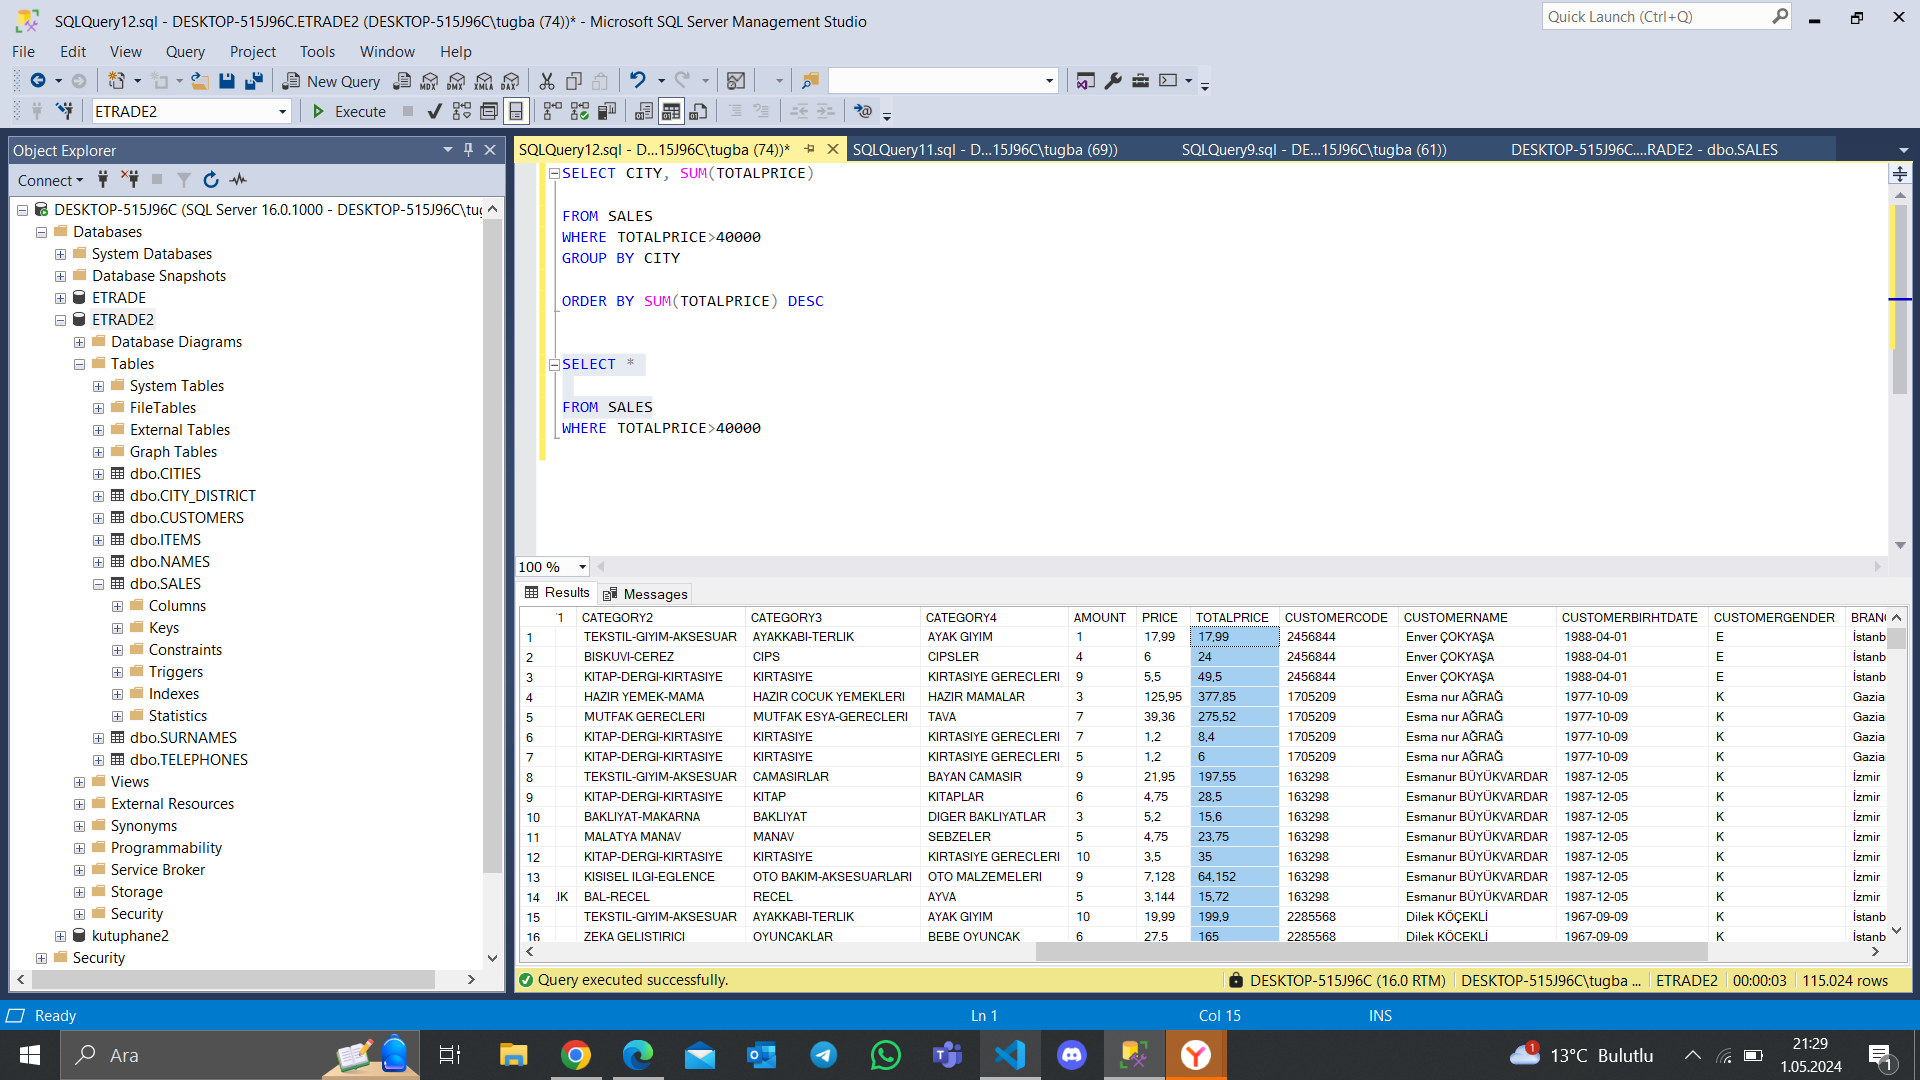 SQLQuery12.sql - DESKTOP-515J96C.ETRADE2 (DESKTOP-515J96C\tugba (74))* - Microsoft SQL Server Management Studio
Quick Launch (Ctrl+Q)
File Edit View Query Project Tools Window Help
New Query MDX DMX XMLA DAX
ETRADE2 Execute
Object Explorer
Connect
DESKTOP-515J96C (SQL Server 16.0.1000 - DESKTOP-515J96C\tug
Databases
System Databases
Database Snapshots
ETRADE
ETRADE2
Database Diagrams
Tables
System Tables
FileTables
External Tables
Graph Tables
dbo.CITIES
dbo.CITY_DISTRICT
dbo.CUSTOMERS
dbo.ITEMS
dbo.NAMES
dbo.SALES
Columns
Keys
Constraints
Triggers
Indexes
Statistics
dbo.SURNAMES
dbo.TELEPHONES
Views
External Resources
Synonyms
Programmability
Service Broker
Storage
Security
kutuphane2
Security
SQLQuery12.sql - D...15J96C\tugba (74))* SQLQuery11.sql - D...15J96C\tugba (69)) SQLQuery9.sql - DE...15J96C\tugba (61)) DESKTOP-515J96C....RADE2 - dbo.SALES
SELECT CITY, SUM(TOTALPRICE)
FROM SALES
WHERE TOTALPRICE>40000
GROUP BY CITY
ORDER BY SUM(TOTALPRICE) DESC
SELECT *
FROM SALES
WHERE TOTALPRICE>40000
100 %
Results Messages
1 CATEGORY2 CATEGORY3 CATEGORY4 AMOUNT PRICE TOTALPRICE CUSTOMERCODE CUSTOMERNAME CUSTOMERBIRHTDATE CUSTOMERGENDER BRANC
1 TEKSTIL-GIYIM-AKSESUAR AYAKKABI-TERLIK AYAK GIYIM 1 17,99 17,99 2456844 Enver ÇOKYAŞA 1988-04-01 E İstanb
2 BISKUVI-CEREZ CIPS CIPSLER 4 6 24 2456844 Enver ÇOKYAŞA 1988-04-01 E İstanb
3 KITAP-DERGI-KIRTASIYE KIRTASIYE KIRTASIYE GERECLERI 9 5,5 49,5 2456844 Enver ÇOKYAŞA 1988-04-01 E İstanb
4 HAZIR YEMEK-MAMA HAZIR COCUK YEMEKLERI HAZIR MAMALAR 3 125,95 377,85 1705209 Esma nur AĞRAĞ 1977-10-09 K Gazia
5 MUTFAK GERECLERI MUTFAK ESYA-GERECLERI TAVA 7 39,36 275,52 1705209 Esma nur AĞRAĞ 1977-10-09 K Gazia
6 KITAP-DERGI-KIRTASIYE KIRTASIYE KIRTASIYE GERECLERI 7 1,2 8,4 1705209 Esma nur AĞRAĞ 1977-10-09 K Gazia
7 KITAP-DERGI-KIRTASIYE KIRTASIYE KIRTASIYE GERECLERI 5 1,2 6 1705209 Esma nur AĞRAĞ 1977-10-09 K Gazia
8 TEKSTIL-GIYIM-AKSESUAR CAMASIRLAR BAYAN CAMASIR 9 21,95 197,55 163298 Esmanur BÜYÜKVARDAR 1987-12-05 K İzmir
9 KITAP-DERGI-KIRTASIYE KITAP KITAPLAR 6 4,75 28,5 163298 Esmanur BÜYÜKVARDAR 1987-12-05 K İzmir
10 BAKLIYAT-MAKARNA BAKLIYAT DIGER BAKLIYATLAR 3 5,2 15,6 163298 Esmanur BÜYÜKVARDAR 1987-12-05 K İzmir
11 MALATYA MANAV MANAV SEBZELER 5 4,75 23,75 163298 Esmanur BÜYÜKVARDAR 1987-12-05 K İzmir
12 KITAP-DERGI-KIRTASIYE KIRTASIYE KIRTASIYE GERECLERI 10 3,5 35 163298 Esmanur BÜYÜKVARDAR 1987-12-05 K İzmir
13 KISISEL ILGI-EGLENCE OTO BAKIM-AKSESUARLARI OTO MALZEMELERI 9 7,128 64,152 163298 Esmanur BÜYÜKVARDAR 1987-12-05 K İzmir
14 IK BAL-RECEL RECEL AYVA 5 3,144 15,72 163298 Esmanur BÜYÜKVARDAR 1987-12-05 K İzmir
15 TEKSTIL-GIYIM-AKSESUAR AYAKKABI-TERLIK AYAK GIYIM 10 19,99 199,9 2285568 Dilek KÖÇEKLİ 1967-09-09 K İstanb
16 ZEKA GELISTIRICI OYUNCAKLAR BEBE OYUNCAK 6 27,5 165 2285568 Dilek KÖÇEKLİ 1967-09-09 K İstanb
Query executed successfully. DESKTOP-515J96C (16.0 RTM) DESKTOP-515J96C\tugba ... ETRADE2 00:00:03 115.024 rows
Ready Ln 1 Col 15 INS
Ara 1 13°C Bulutlu 21:29
1.05.2024 1